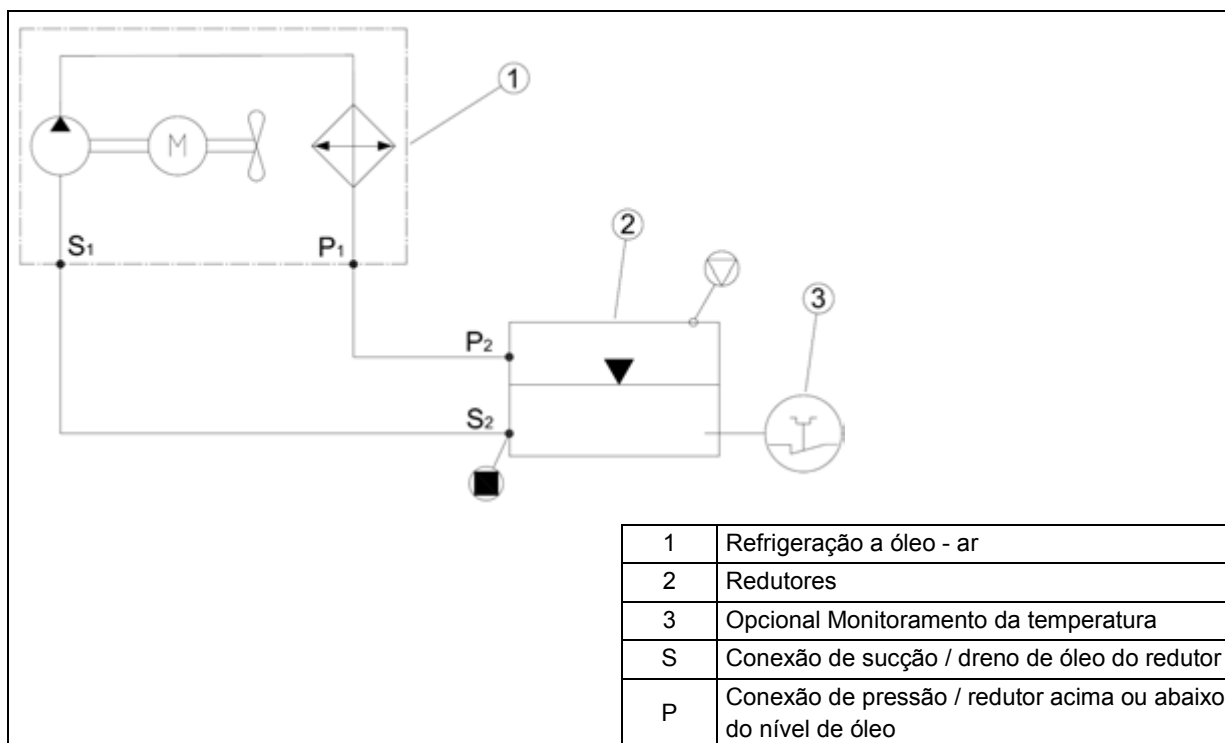 1
M
S1
P1
2
3
P2
S2
1 Refrigeração a óleo - ar
2 Redutores
3 Opcional Monitoramento da temperatura
S Conexão de sucção / dreno de óleo do redutor
P Conexão de pressão / redutor acima ou abaixo
do nível de óleo